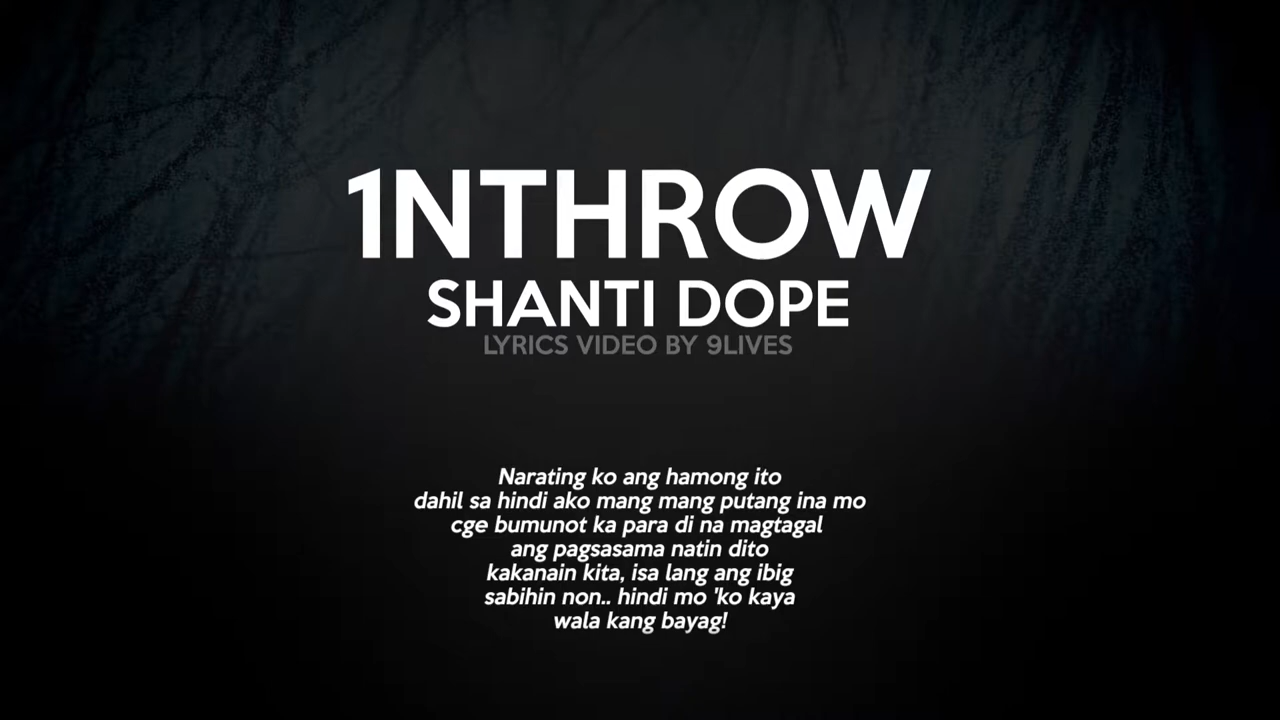 1NTHROW
SHANTI DOPE
LYRICS VIDEO BY 9LIVES
Narating ko ang hamong ito
dahil sa hindi ako mang mang putang ina mo
cge bumunot ka para di na magtagal
ang pagsasama natin dito
kakanain kita, isa lang ang ibig
sabihin non.. hindi mo 'ko kaya
wala kang bayag!